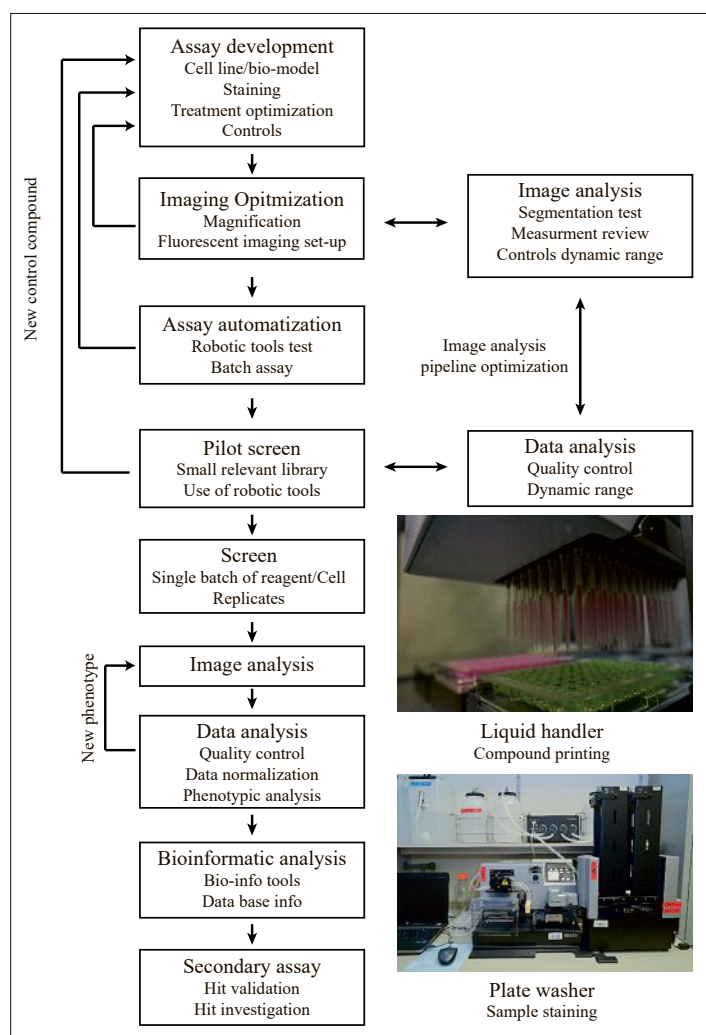 Assay development
Cell line/bio-model
Staining
Treatment optimization
Controls
Imaging Opitmization
Magnification
Fluorescent imaging set-up
Image analysis
Segmentation test
Measurment review
Controls dynamic range
New control compound
Assay automatization
Robotic tools test
Batch assay
Image analysis
pipeline optimization
Pilot screen
Small relevant library
Use of robotic tools
Data analysis
Quality control
Dynamic range
Screen
Single batch of reagent/Cell
Replicates
Image analysis
New phenotype
Data analysis
Quality control
Data normalization
Phenotypic analysis
Liquid handler
Compound printing
Bioinformatic analysis
Bio-info tools
Data base info
Secondary assay
Hit validation
Hit investigation
Plate washer
Sample staining